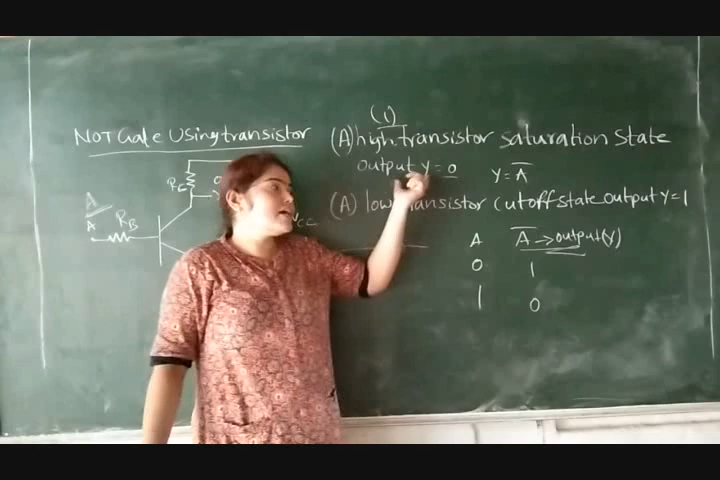 NOT Gate Using transistor
(1)
(A) high transistor saturation State
output Y = 0
Y = A̅
(A) low transistor cutoff state output Y = 1
A
A
RB
RC
VCC
A A̅ → output (Y)
0 1
1 0